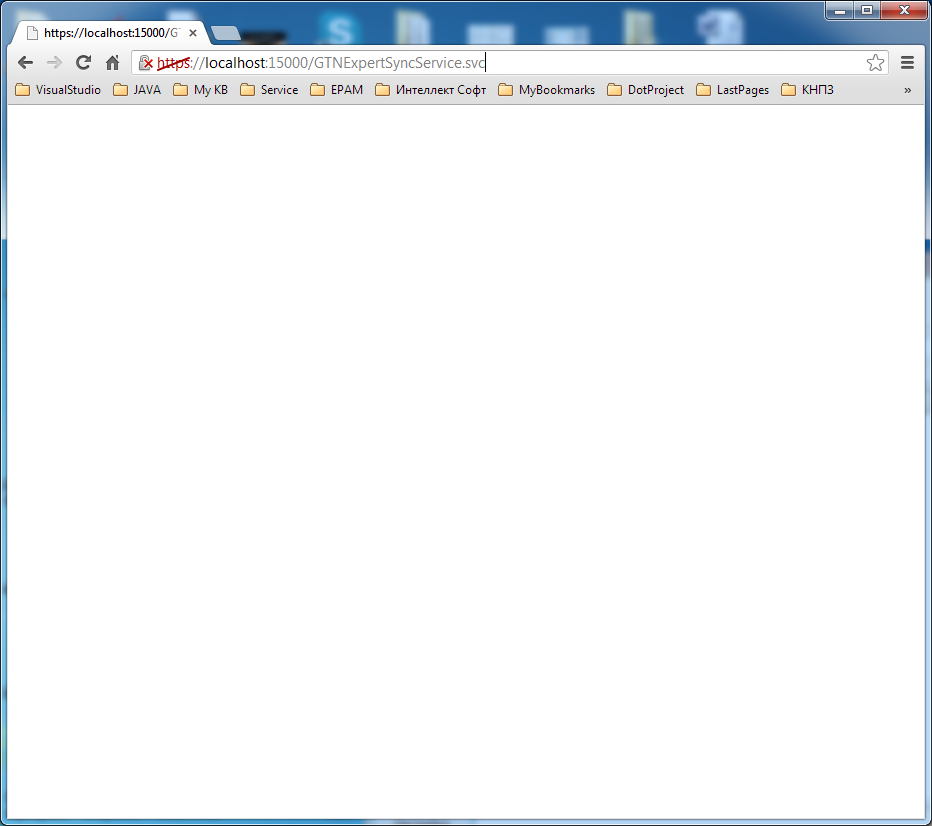 https://localhost:15000/GT
https://localhost:15000/GTNExpertSyncService.svc
VisualStudio JAVA My KB Service EPAM Интеллект Софт MyBookmarks DotProject LastPages КНПЗ »